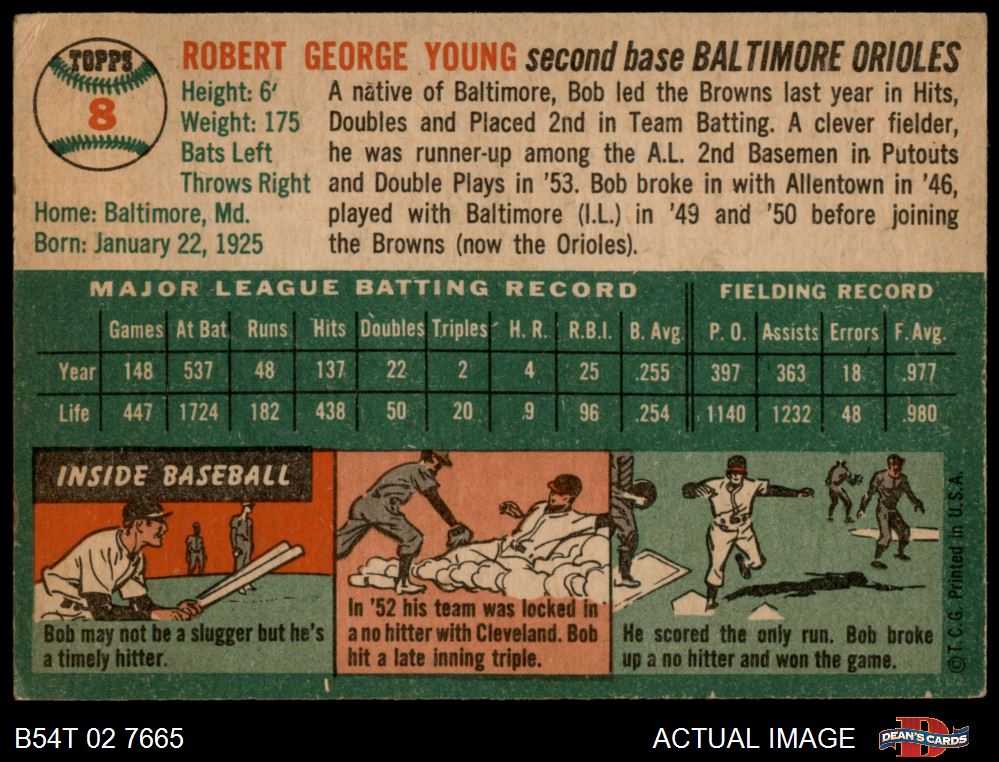 TOPPS
8
ROBERT GEORGE YOUNG second base BALTIMORE ORIOLES
Height: 6'
Weight: 175
Bats Left
Throws Right
Home: Baltimore, Md.
Born: January 22, 1925
A native of Baltimore, Bob led the Browns last year in Hits,
Doubles and Placed 2nd in Team Batting. A clever fielder,
he was runner-up among the A.L. 2nd Basemen in Putouts
and Double Plays in '53. Bob broke in with Allentown in '46,
played with Baltimore (I.L.) in '49 and '50 before joining
the Browns (now the Orioles).
MAJOR LEAGUE BATTING RECORD FIELDING RECORD
Games At Bat Runs Hits Doubles Triples H. R. R.B.I. B. Avg. P. O. Assists Errors F. Avg.
Year 148 537 48 137 22 2 4 25 .255 397 363 18 .977
Life 447 1724 182 438 50 20 9 96 .254 1140 1232 48 .980
INSIDE BASEBALL
Bob may not be a slugger but he's
a timely hitter.
In '52 his team was locked in
a no hitter with Cleveland. Bob
hit a late inning triple.
He scored the only run. Bob broke
up a no hitter and won the game.
©T.C.G. Printed in U.S.A.
B54T 02 7665
ACTUAL IMAGE
D
DEAN'S CARDS